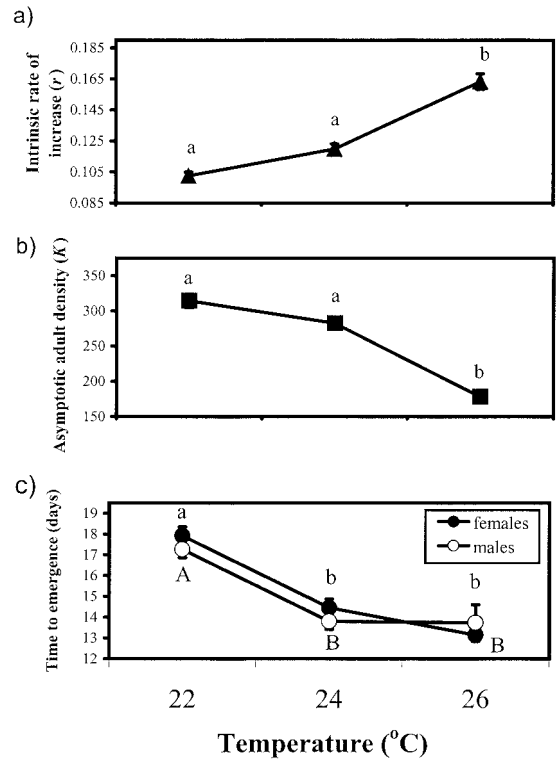 a)
Intrinsic rate of
increase (r)
0.185
0.165
0.145
0.125
0.105
0.085
a
a
b
b)
Asymptotic adult density (K)
350
300
250
200
150
a
a
b
c)
Time to emergence (days)
19
18
17
16
15
14
13
12
a
A
b
B
b
B
females
males
22
24
26
Temperature (°C)